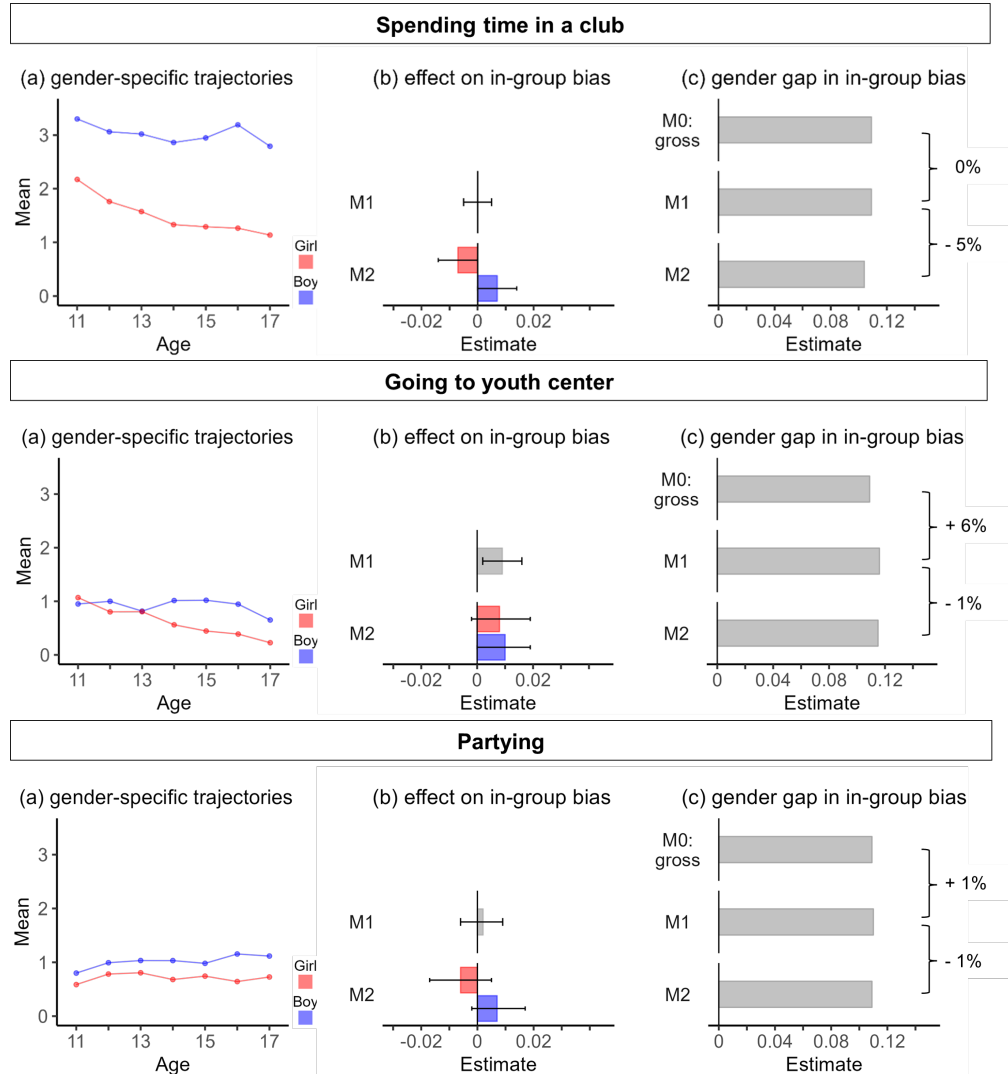 Spending time in a club
(a) gender-specific trajectories
(b) effect on in-group bias
(c) gender gap in in-group bias
3
2
1
0
Mean
11 13 15 17
Age
Girl
Boy
M1
M2
-0.02 0 0.02
Estimate
M0:
gross
M1
M2
0%
- 5%
0 0.04 0.08 0.12
Estimate
Going to youth center
(a) gender-specific trajectories
(b) effect on in-group bias
(c) gender gap in in-group bias
3
2
1
0
Mean
11 13 15 17
Age
Girl
Boy
M1
M2
-0.02 0 0.02
Estimate
M0:
gross
M1
M2
+ 6%
- 1%
0 0.04 0.08 0.12
Estimate
Partying
(a) gender-specific trajectories
(b) effect on in-group bias
(c) gender gap in in-group bias
3
2
1
0
Mean
11 13 15 17
Age
Girl
Boy
M1
M2
-0.02 0 0.02
Estimate
M0:
gross
M1
M2
+ 1%
- 1%
0 0.04 0.08 0.12
Estimate